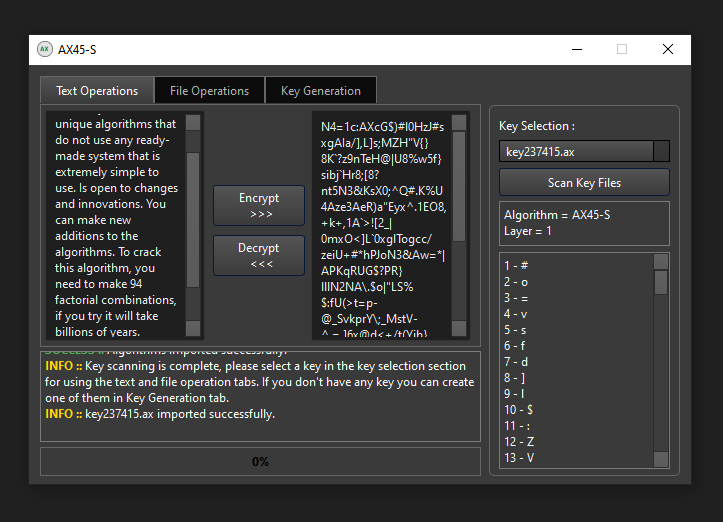 AX45-S
Text Operations
File Operations
Key Generation
unique algorithms that
do not use any ready-
made system that is
extremely simple to
use. Is open to changes
and innovations. You
can make new
additions to the
algorithms. To crack
this algorithm, you
need to make 94
factorial combinations,
if you try it will take
billions of years.
Encrypt
>>>
Decrypt
<<<
N4=1c:AXcG$)#I0HzJ#s
xgAIa/],L]s;MZH"V{}
8K`?z9nTeH@|U8%w5f}
sibj`Hr8;[8?
nt5N3&KsX0;^Q#.K%U
4Aze3AeR)a"Eyx^.1EO8,
+k+,1A`>![2_|
0mxO<]L`0xgITogcc/
zeiU+#*hPJoN3&Aw=*|
APKqRUG$?PR}
IIIN2NA\.$o|"LS%
$:fU(>t=p-
@_SvkprY\;_MstV-
Key Selection :
key237415.ax
Scan Key Files
Algorithm = AX45-S
Layer = 1
1 - #
2 - o
3 - =
4 - v
5 - s
6 - f
7 - d
8 - ]
9 - I
10 - $
11 - :
12 - Z
13 - V
SUCCESS :: Algorithms imported successfully.
INFO :: Key scanning is complete, please select a key in the key selection section
for using the text and file operation tabs. If you don't have any key you can create
one of them in Key Generation tab.
INFO :: key237415.ax imported successfully.
0%